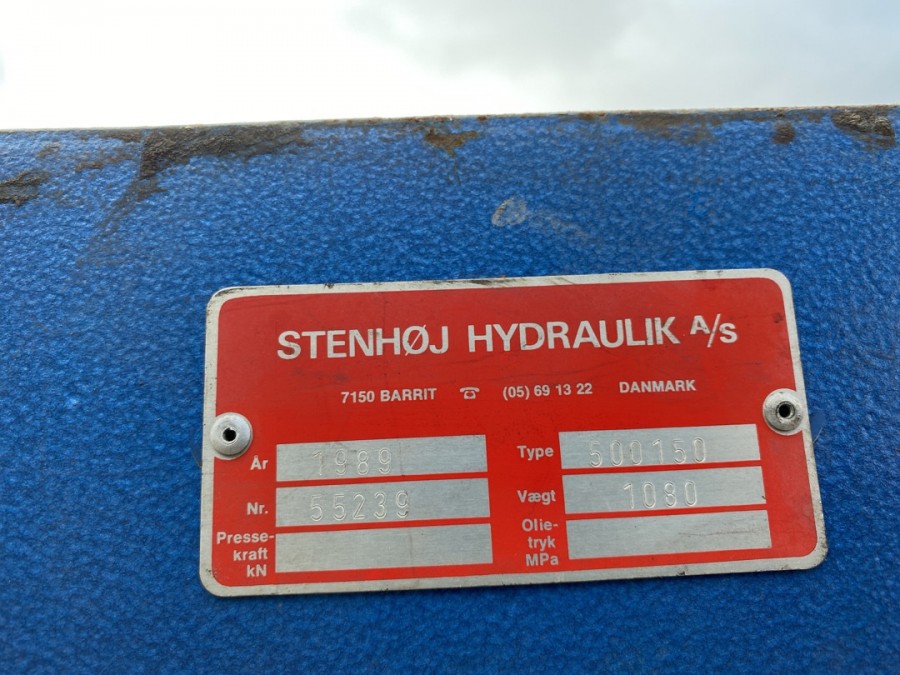 STENHØJ HYDRAULIK A/S
7150 BARRIT ☎ (05) 69 13 22 DANMARK
År 1989 Type 500150
Nr. 55239 Vægt 1080
Presse-
kraft
kN
Olie-
tryk
MPa